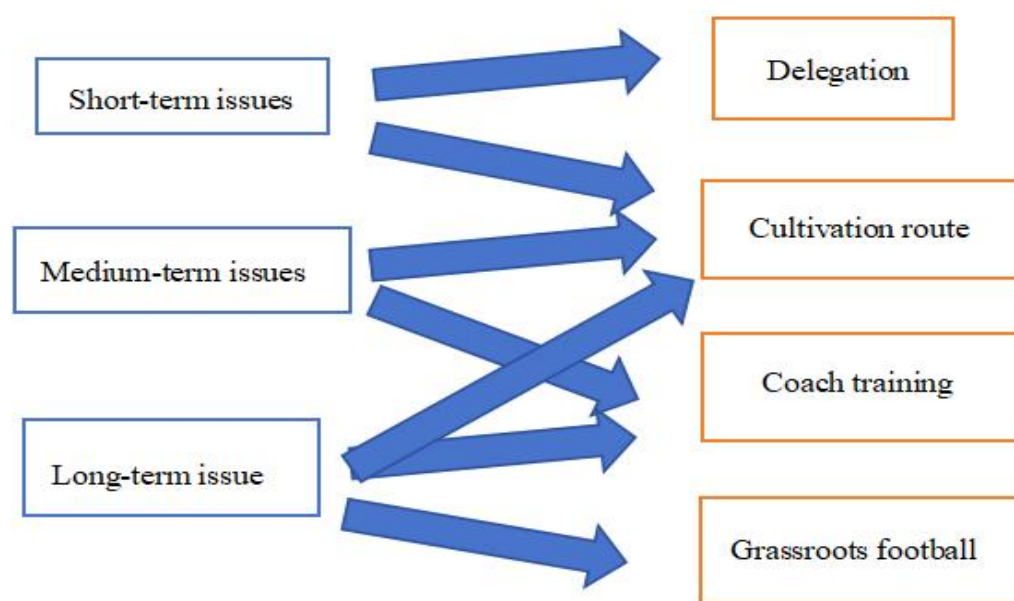 Short-term issues
Medium-term issues
Long-term issue
Delegation
Cultivation route
Coach training
Grassroots football